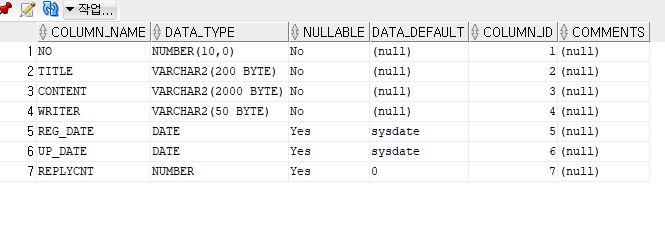 작업...
COLUMN_NAME DATA_TYPE NULLABLE DATA_DEFAULT COLUMN_ID COMMENTS
1 NO NUMBER(10,0) No (null) 1 (null)
2 TITLE VARCHAR2(200 BYTE) No (null) 2 (null)
3 CONTENT VARCHAR2(2000 BYTE) No (null) 3 (null)
4 WRITER VARCHAR2(50 BYTE) No (null) 4 (null)
5 REG_DATE DATE Yes sysdate 5 (null)
6 UP_DATE DATE Yes sysdate 6 (null)
7 REPLYCNT NUMBER Yes 0 7 (null)